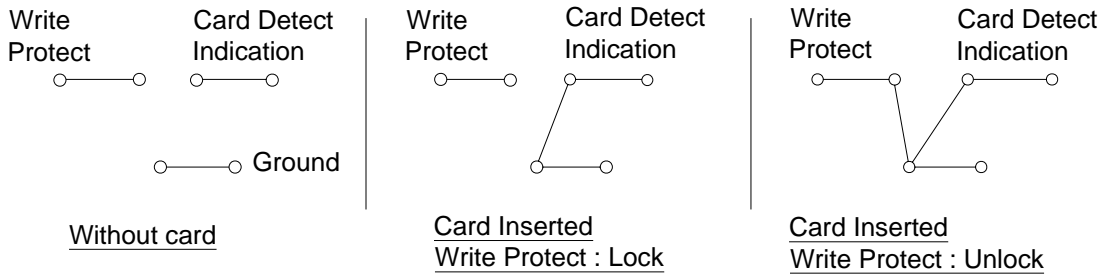 Write
Protect
Card Detect
Indication
Ground
Without card
Write
Protect
Card Detect
Indication
Card Inserted
Write Protect : Lock
Write
Protect
Card Detect
Indication
Card Inserted
Write Protect : Unlock